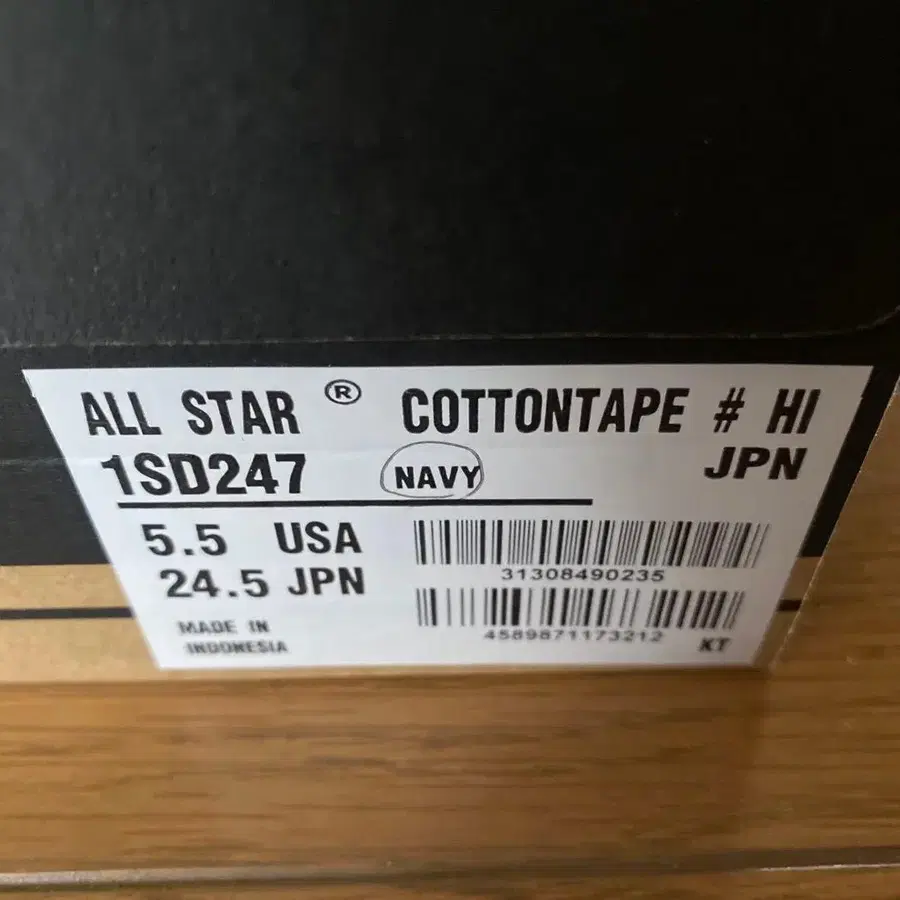 ALL STAR ® COTTONTAPE # HI
1SD247 NAVY JPN
5.5 USA
24.5 JPN
31308490235
4589871173212
MADE IN
INDONESIA
KT